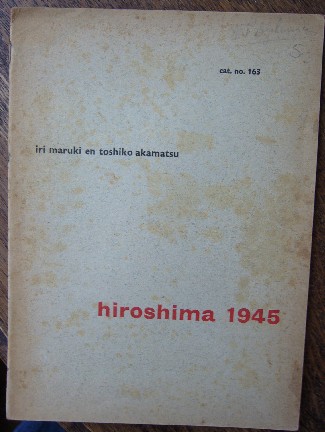 cat. no. 163
iri maruki en toshiko akamatsu
hiroshima 1945